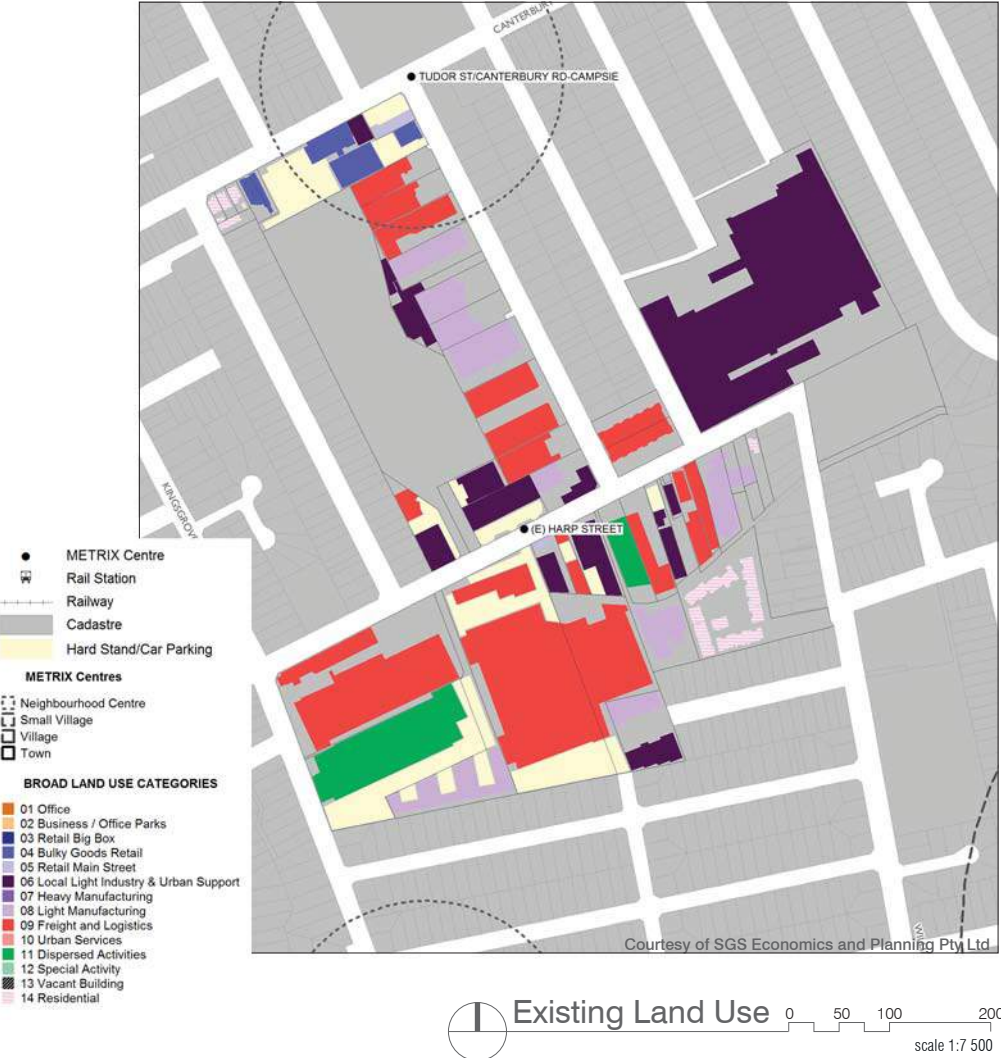 CANTERBURY
TUDOR ST/CANTERBURY RD-CAMPSIE
KINGSGROV
(E) HARP STREET
METRIX Centre
Rail Station
Railway
Cadastre
Hard Stand/Car Parking
METRIX Centres
Neighbourhood Centre
Small Village
Village
Town
BROAD LAND USE CATEGORIES
01 Office
02 Business / Office Parks
03 Retail Big Box
04 Bulky Goods Retail
05 Retail Main Street
06 Local Light Industry & Urban Support
07 Heavy Manufacturing
08 Light Manufacturing
09 Freight and Logistics
10 Urban Services
11 Dispersed Activities
12 Special Activity
13 Vacant Building
14 Residential
Courtesy of SGS Economics and Planning Pty Ltd
Existing Land Use
0 50 100 200
scale 1:7 500